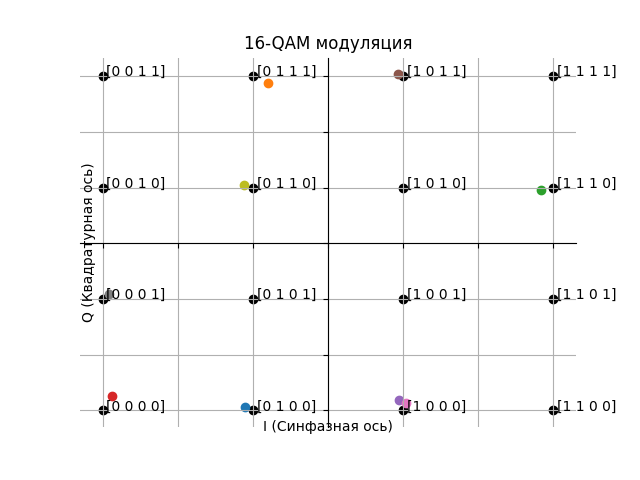 16-QAM модуляция
[0 0 1 1] [0 1 1 1] [1 0 1 1] [1 1 1 1]
[0 0 1 0] [0 1 1 0] [1 0 1 0] [1 1 1 0]
Q (Квадратурная ось)
[0 0 0 1] [0 1 0 1] [1 0 0 1] [1 1 0 1]
[0 0 0 0] [0 1 0 0] [1 0 0 0] [1 1 0 0]
I (Синфазная ось)